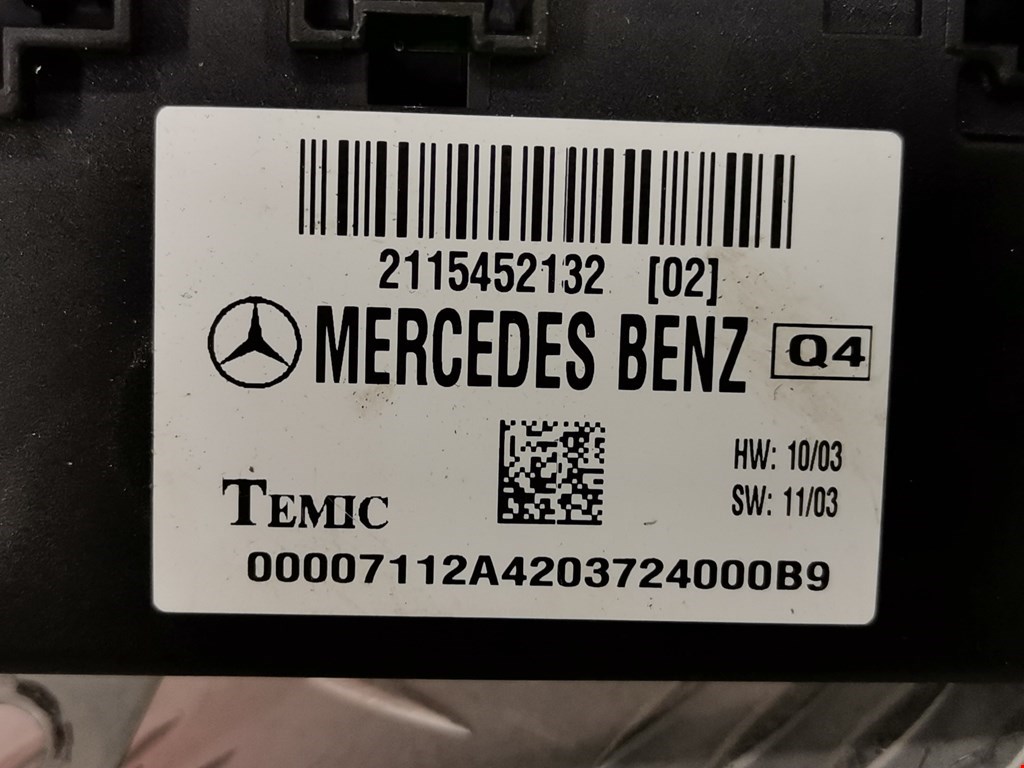 2115452132 [02]
MERCEDES BENZ Q4
HW: 10/03
SW: 11/03
TEMIC
00007112A4203724000B9